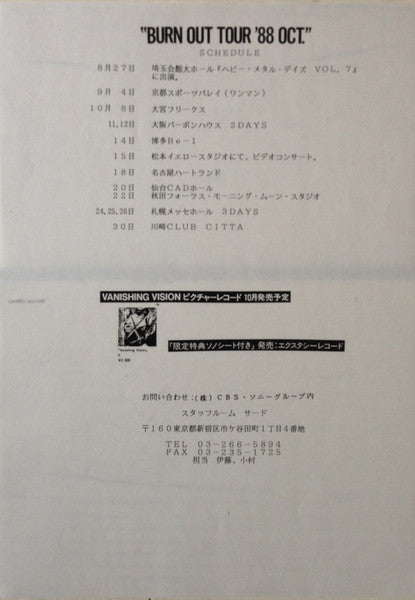 "BURN OUT TOUR '88 OCT."
SCHEDULE
8月27日 埼玉会館大ホール『ヘビー・メタル・デイズ VOL. 7』
に出演。
9月 4日 京都スポーツバレイ(ワンマン)
10月 8日 大宮フリークス
11,12日 大阪バーボンハウス 2DAYS
14日 博多Be-1
15日 松本イエロースタジオにて、ビデオコンサート。
18日 名古屋ハートランド
20日 仙台CADホール
22日 秋田フォーラス・モーニング・ムーン・スタジオ
24,25,26日 札幌メッセホール 3DAYS
30日 川崎CLUB CITTA
VANISHING VISION ピクチャーレコード 10月発売予定
「限定特典ソノシート付き」発売:エクスタシーレコード
お問い合わせ:(株)CBS・ソニーグループ内
スタッフルーム サード
〒160東京都新宿区市ケ谷田町1丁目4番地
TEL 03-266-5894
FAX 03-235-1725
担当 伊藤、小村